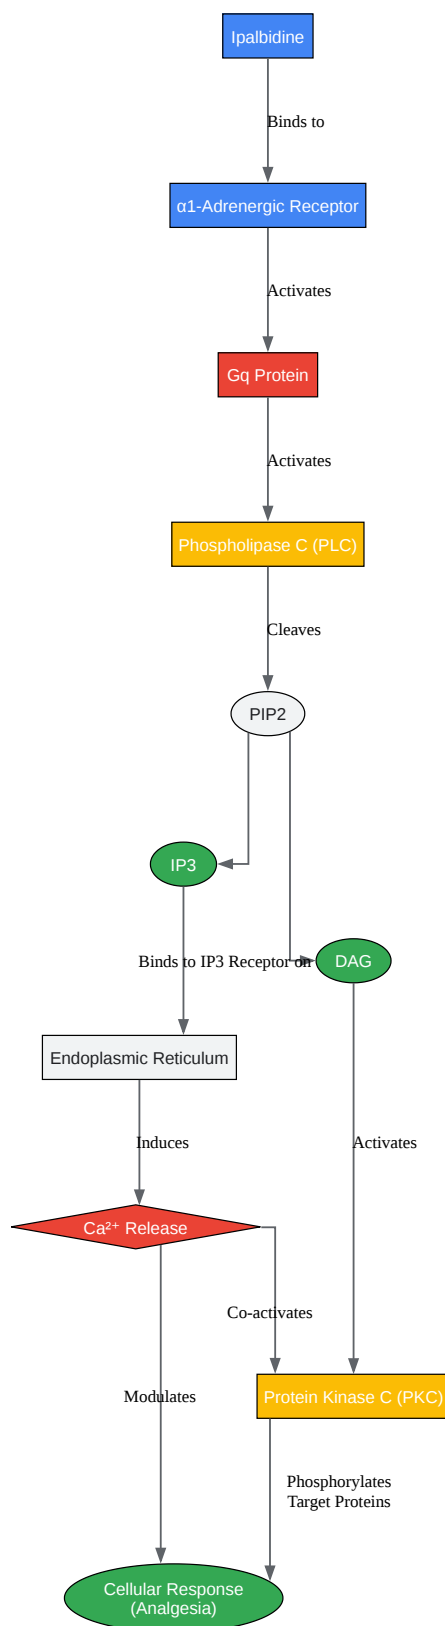 Ipalbidine
Binds to
α1-Adrenergic Receptor
Activates
Gq Protein
Activates
Phospholipase C (PLC)
Cleaves
PIP2
IP3
Binds to IP3 Receptor on
DAG
Endoplasmic Reticulum
Induces
Activates
Ca²⁺ Release
Co-activates
Modulates
Protein Kinase C (PKC)
Phosphorylates
Target Proteins
Cellular Response
(Analgesia)